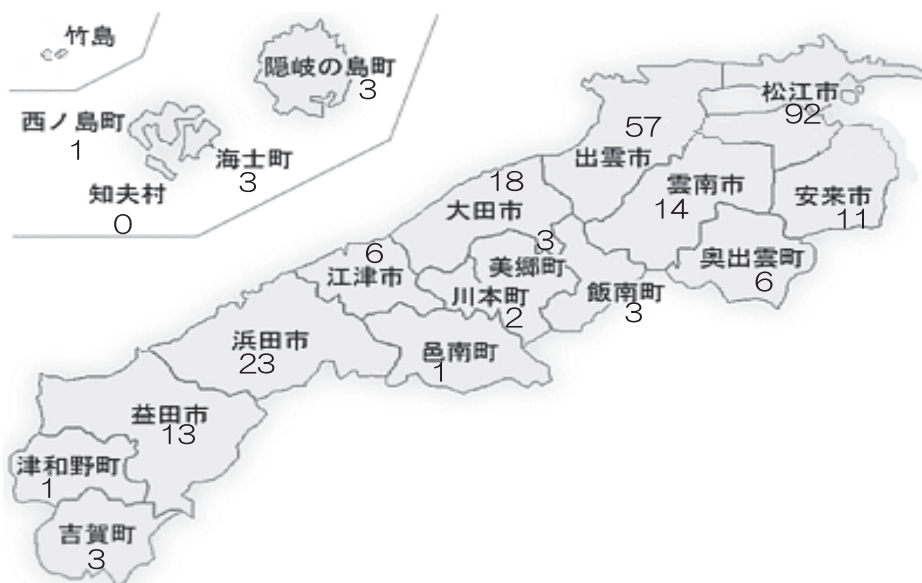 竹島
隠岐の島町
3
西ノ島町
1
海士町
3
知夫村
0
松江市
92
57
出雲市
安来市
11
雲南市
14
18
大田市
奥出雲町
6
3
美郷町
飯南町
3
川本町
2
6
江津市
邑南町
1
浜田市
23
益田市
13
津和野町
1
吉賀町
3